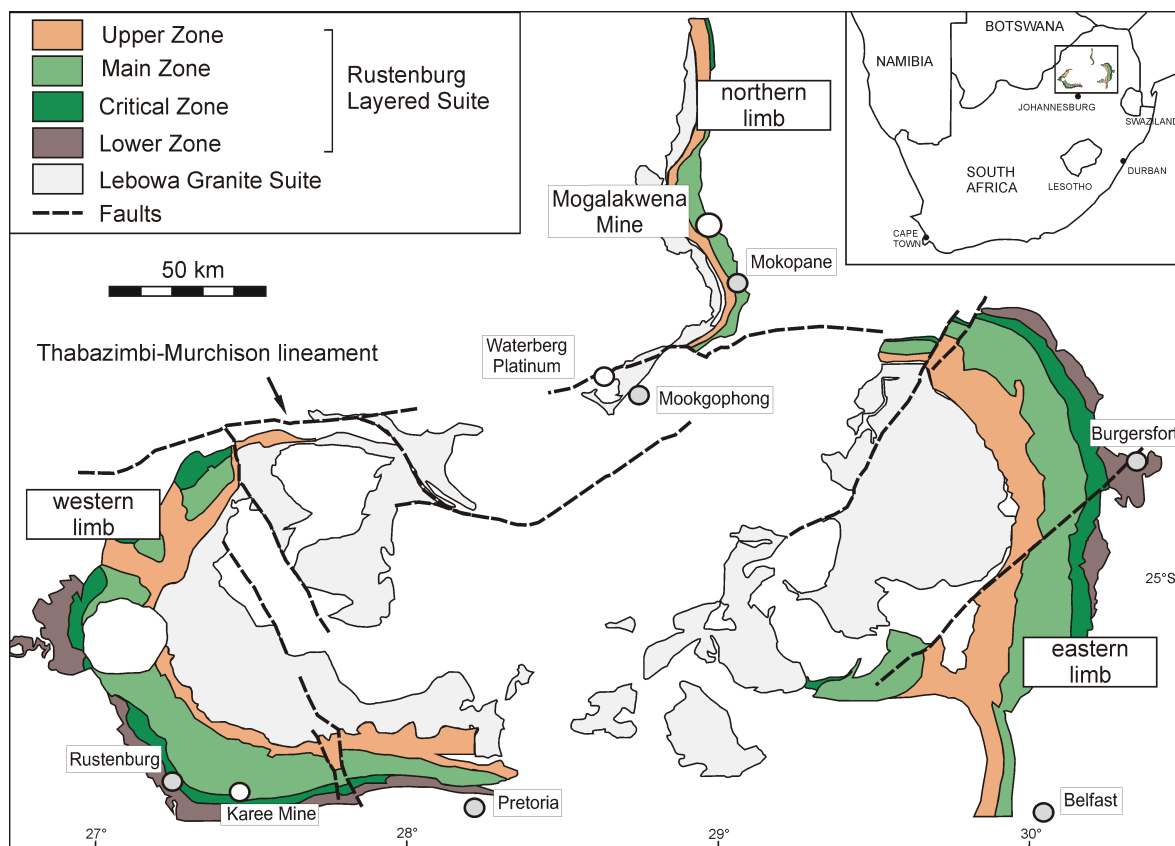 Upper Zone
Main Zone
Critical Zone
Lower Zone
Lebowa Granite Suite
Faults
Rustenburg
Layered Suite
50 km
northern
limb
Mogalakwena
Mine
Mokopane
Waterberg
Platinum
Mookgophong
Thabazimbi-Murchison lineament
western
limb
Burgersfort
25°S
eastern
limb
Rustenburg
Karee Mine
Pretoria
Belfast
27°
28°
29°
30°
BOTSWANA
NAMIBIA
JOHANNESBURG
SWAZILAND
SOUTH
AFRICA
LESOTHO
DURBAN
CAPE
TOWN